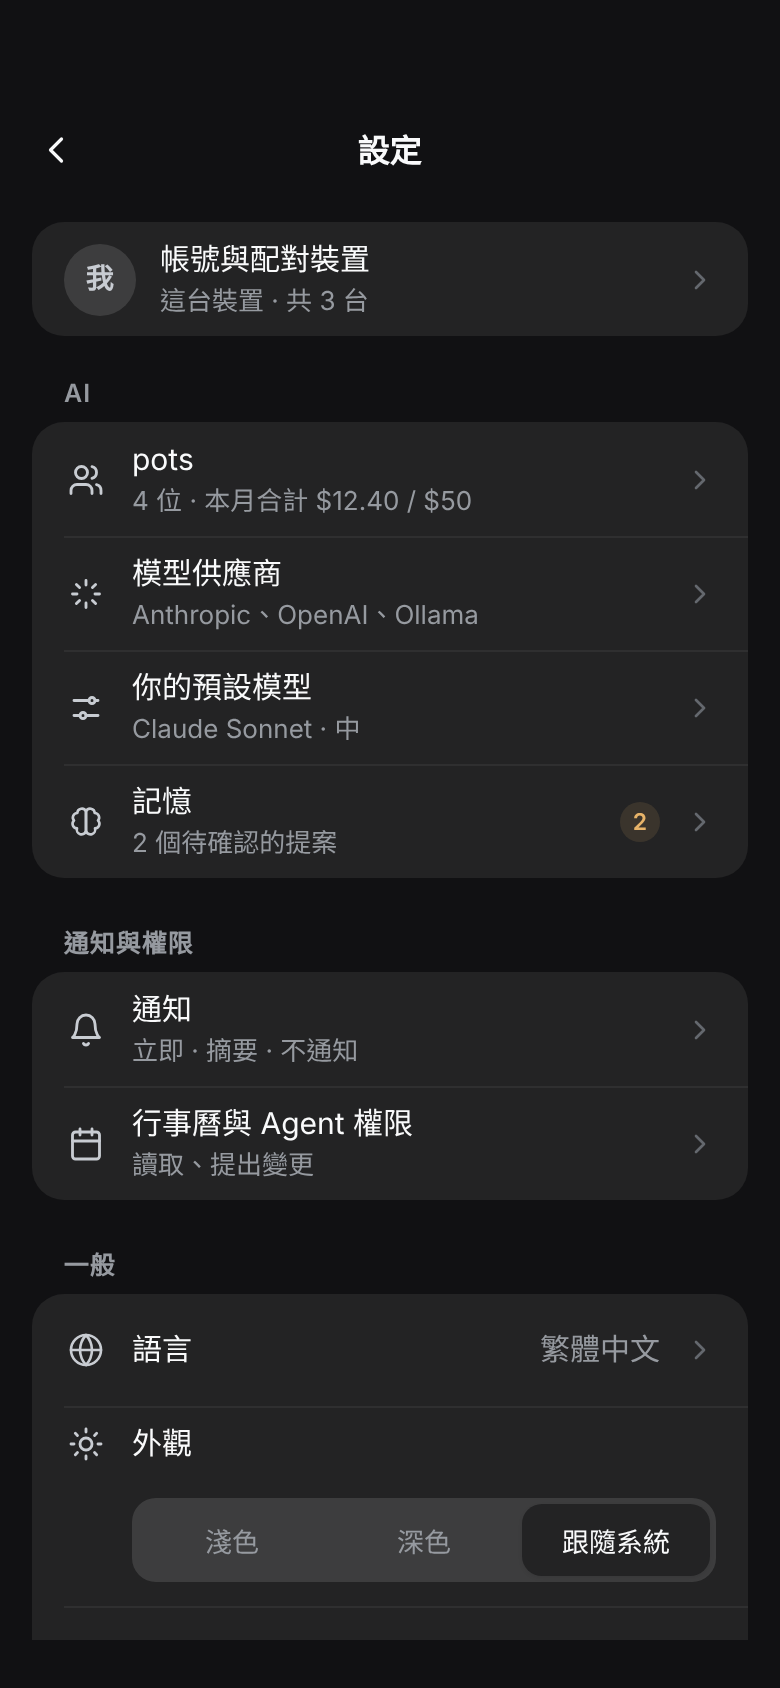 設定
我
帳號與配對裝置
這台裝置 · 共 3 台
AI
pots
4 位 · 本月合計 $12.40 / $50
模型供應商
Anthropic、OpenAI、Ollama
你的預設模型
Claude Sonnet · 中
記憶
2 個待確認的提案
2
通知與權限
通知
立即 · 摘要 · 不通知
行事曆與 Agent 權限
讀取、提出變更
一般
語言
繁體中文
外觀
淺色
深色
跟隨系統